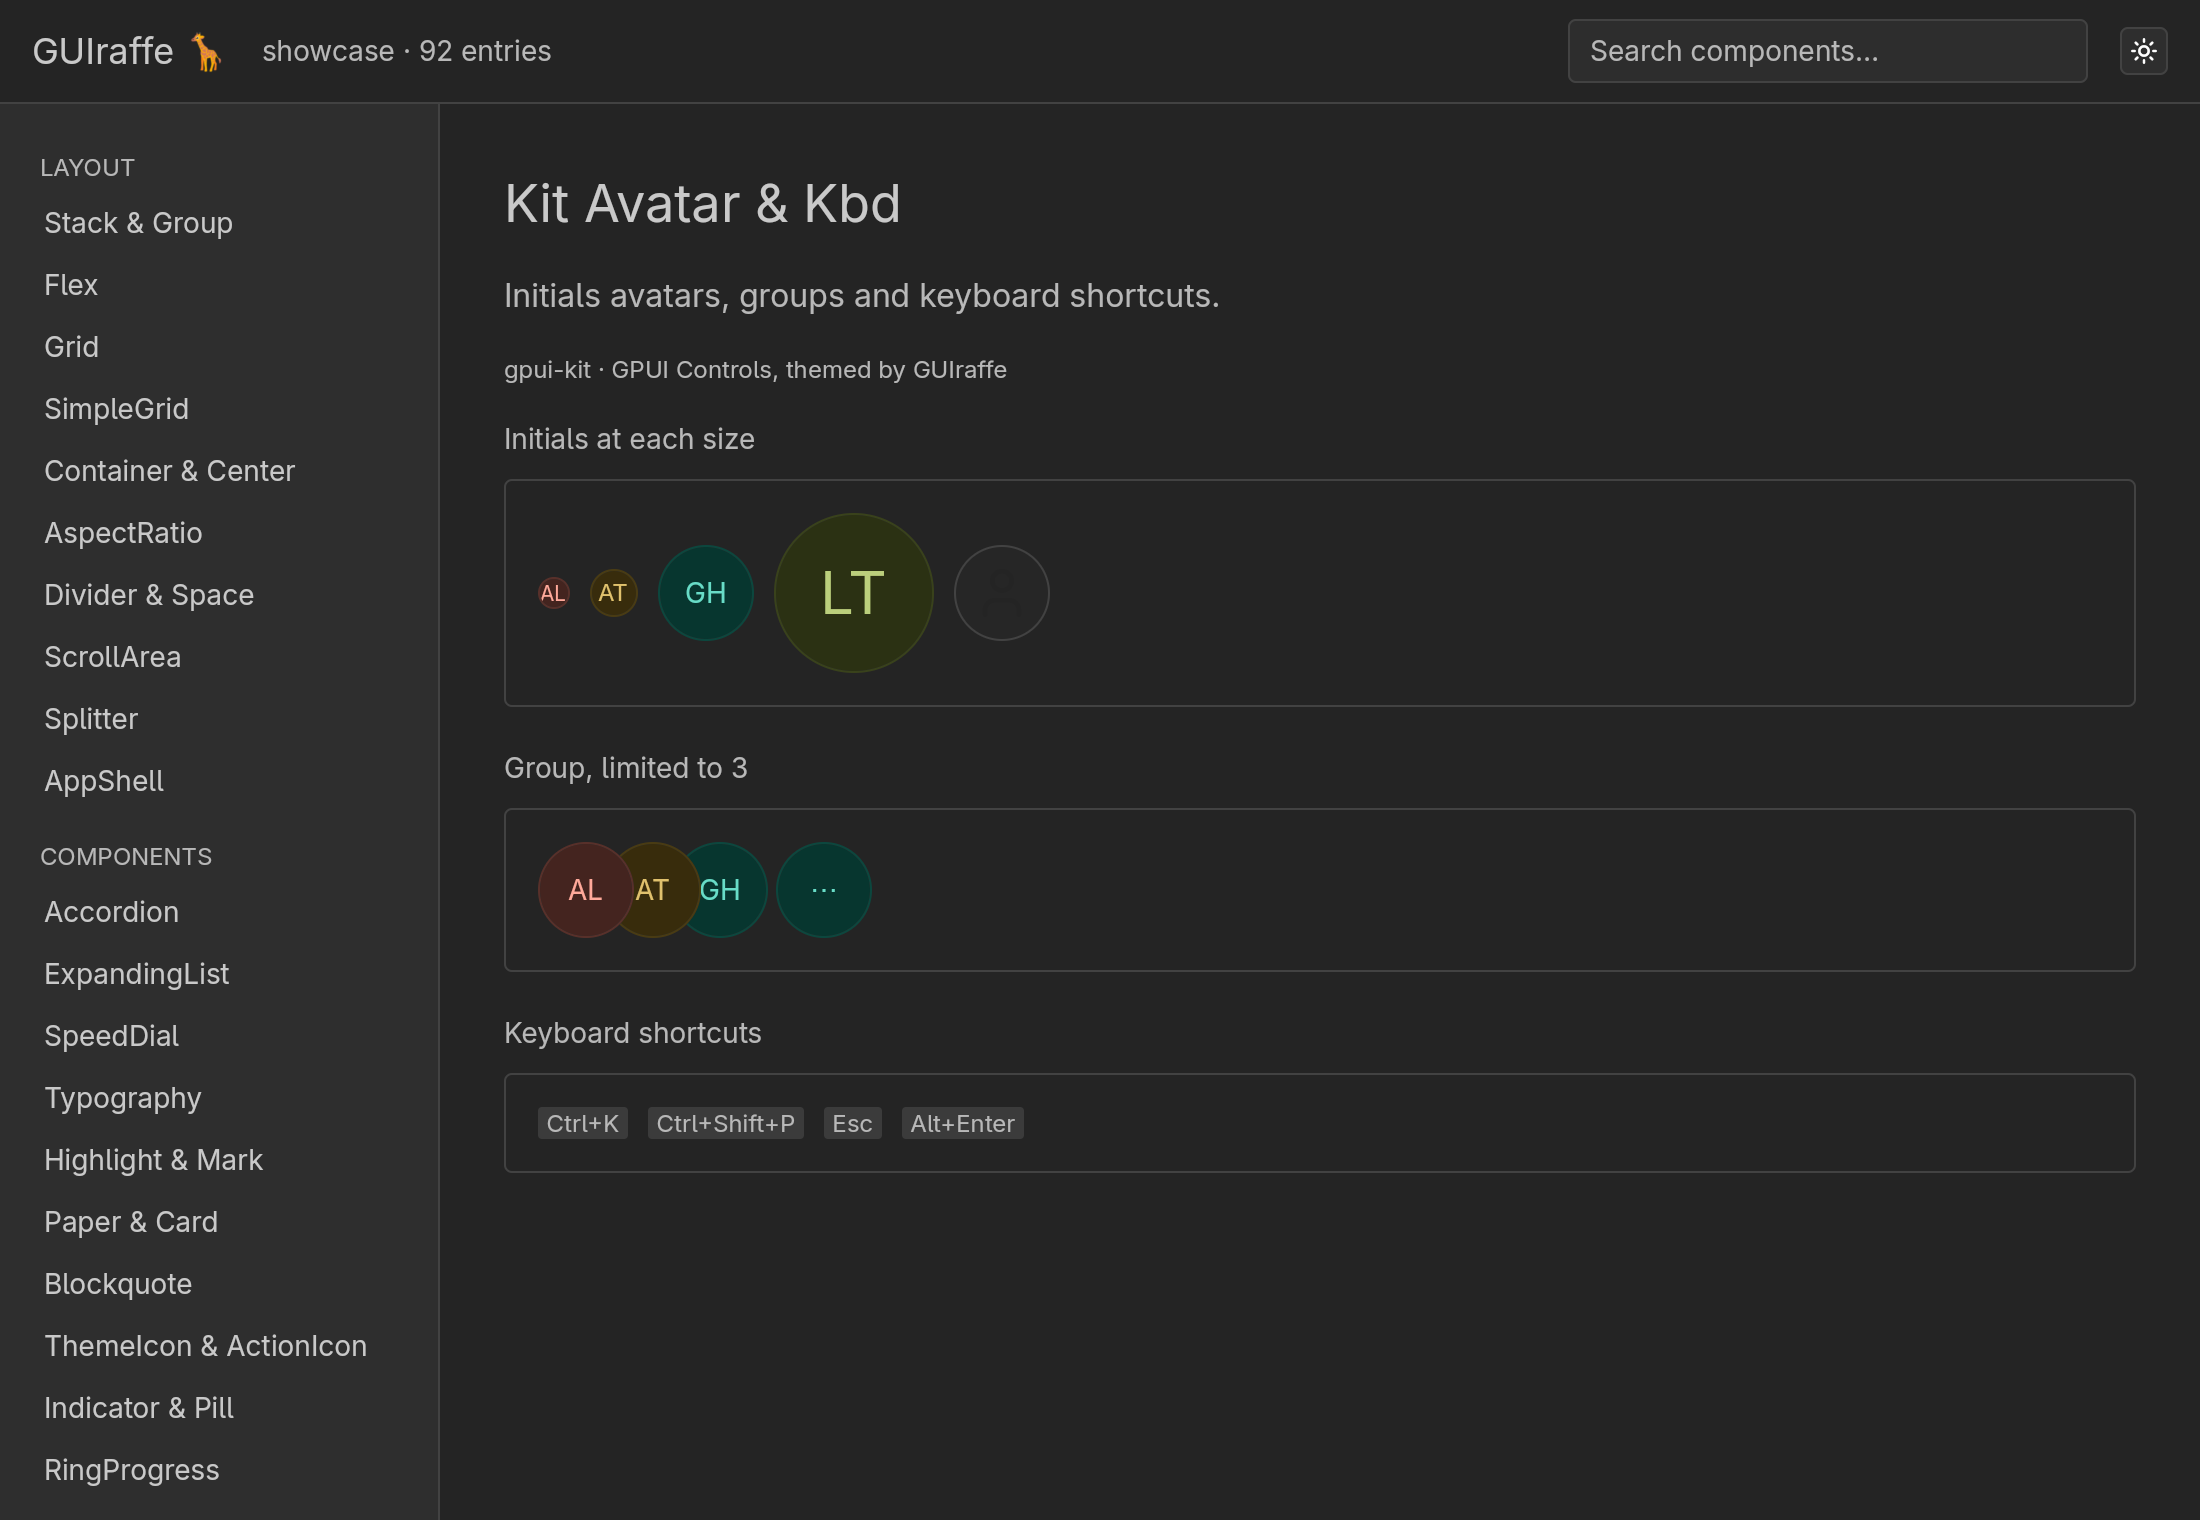 GUIraffe 🦒 showcase · 92 entries
Search components...
LAYOUT
Stack & Group
Flex
Grid
SimpleGrid
Container & Center
AspectRatio
Divider & Space
ScrollArea
Splitter
AppShell
COMPONENTS
Accordion
ExpandingList
SpeedDial
Typography
Highlight & Mark
Paper & Card
Blockquote
ThemeIcon & ActionIcon
Indicator & Pill
RingProgress
Kit Avatar & Kbd
Initials avatars, groups and keyboard shortcuts.
gpui-kit · GPUI Controls, themed by GUIraffe
Initials at each size
AL AT GH LT
Group, limited to 3
AL AT GH ⋯
Keyboard shortcuts
Ctrl+K Ctrl+Shift+P Esc Alt+Enter